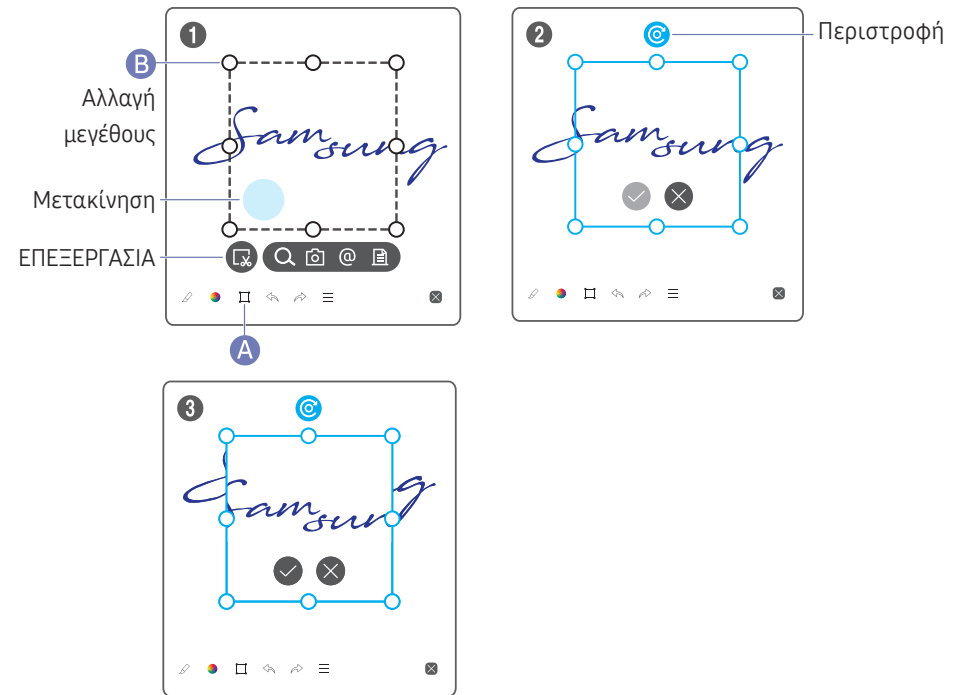 1
B
Αλλαγή
μεγέθους
Samsung
Μετακίνηση
ΕΠΕΞΕΡΓΑΣΙΑ
@
A
2
Περιστροφή
Samsung
3
Samsung